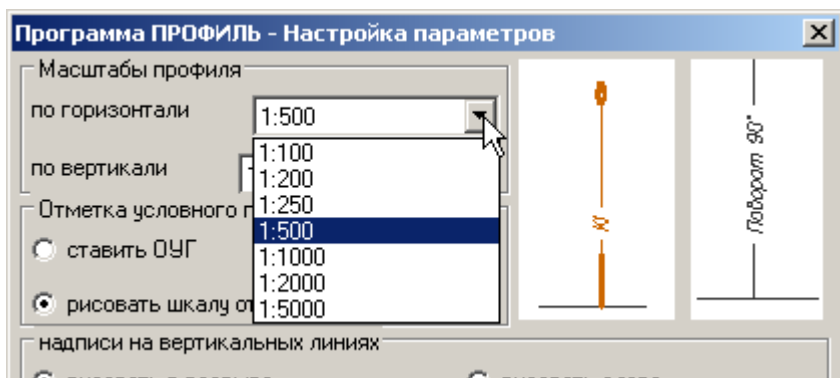 Программа ПРОФИЛЬ - Настройка параметров
Масштабы профиля
по горизонтали
1:500
по вертикали
1:100
1:200
1:250
1:500
1:1000
1:2000
1:5000
Отметка условного
ставить ОУГ
рисовать шкалу
надписи на вертикальных линиях
Поворот 90°